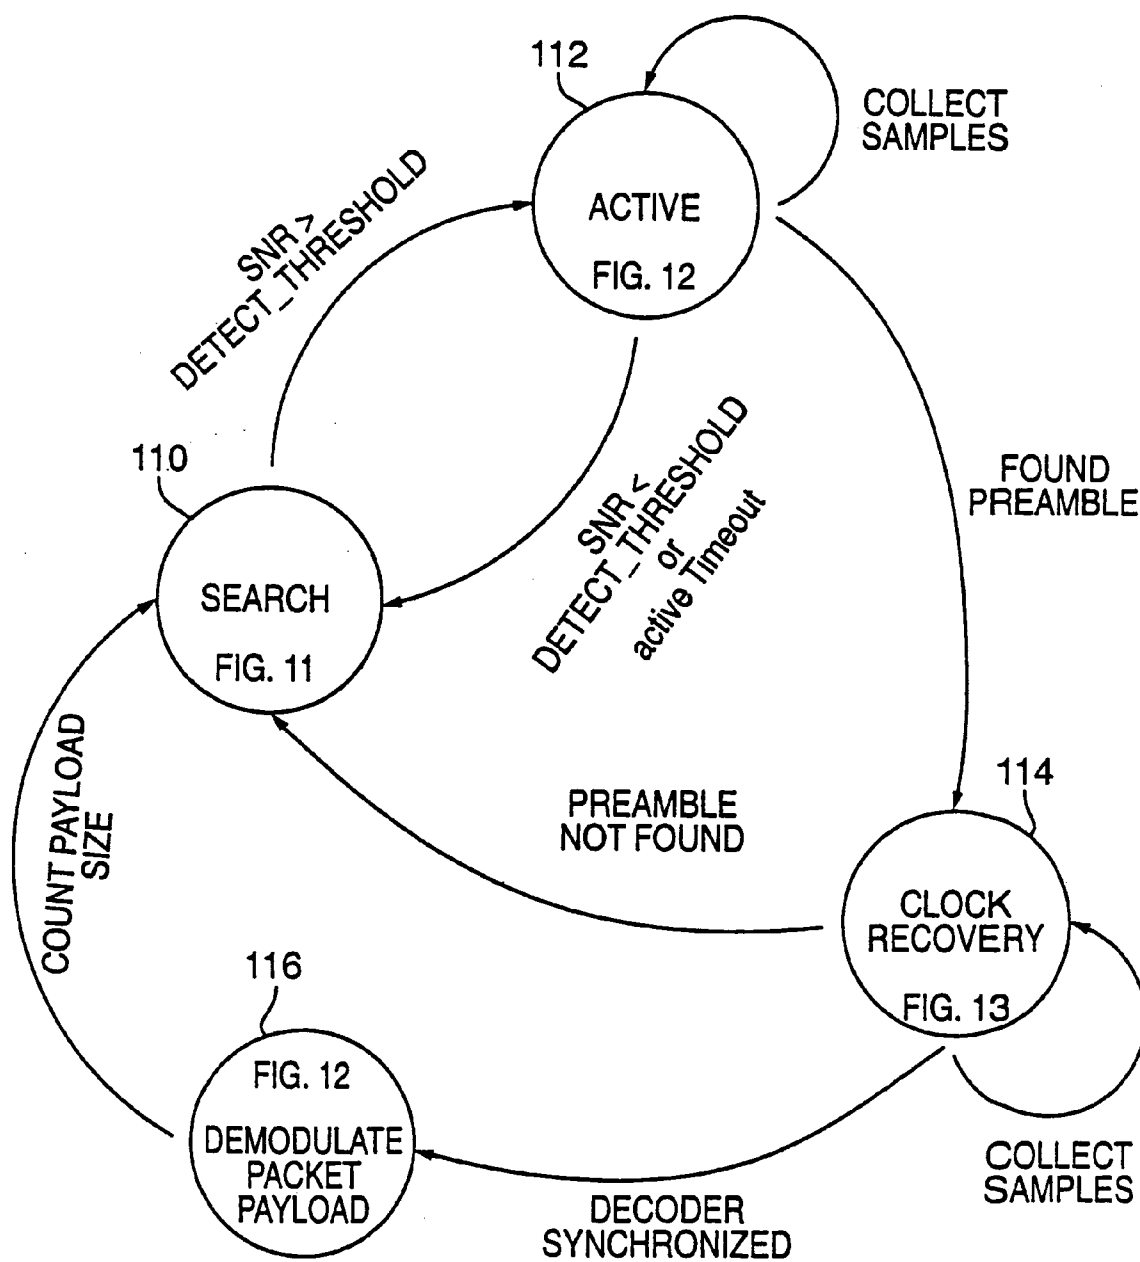 112
COLLECT
SAMPLES
ACTIVE
FIG. 12
SNR >
DETECT_THRESHOLD
110
SEARCH
FIG. 11
SNR <
DETECT_THRESHOLD
or
active Timeout
FOUND
PREAMBLE
COUNT PAYLOAD
SIZE
PREAMBLE
NOT FOUND
114
CLOCK
RECOVERY
FIG. 13
116
FIG. 12
DEMODULATE
PACKET
PAYLOAD
DECODER
SYNCHRONIZED
COLLECT
SAMPLES